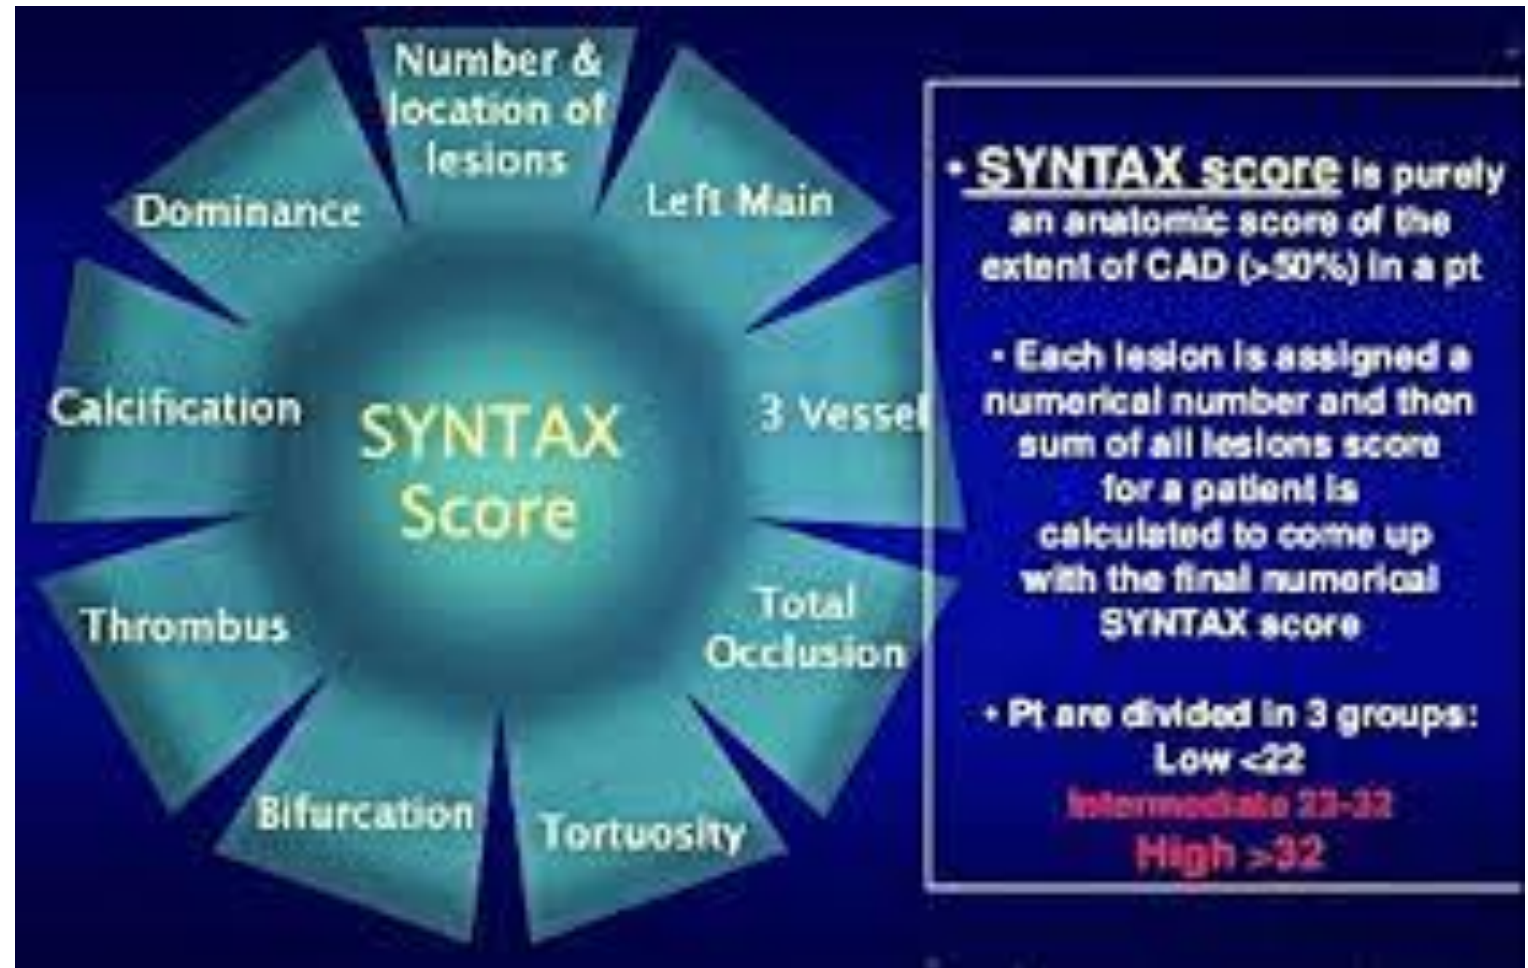 Number &
location of
lesions
Left Main
Dominance
3 Vessel
Calcification
SYNTAX
Score
Total
Occlusion
Thrombus
Bifurcation
Tortuosity
• SYNTAX score is purely
an anatomic score of the
extent of CAD (>50%) in a pt
• Each lesion is assigned a
numerical number and then
sum of all lesions score
for a patient is
calculated to come up
with the final numerical
SYNTAX score
• Pt are divided in 3 groups:
Low <22
Intermediate 23-32
High >32